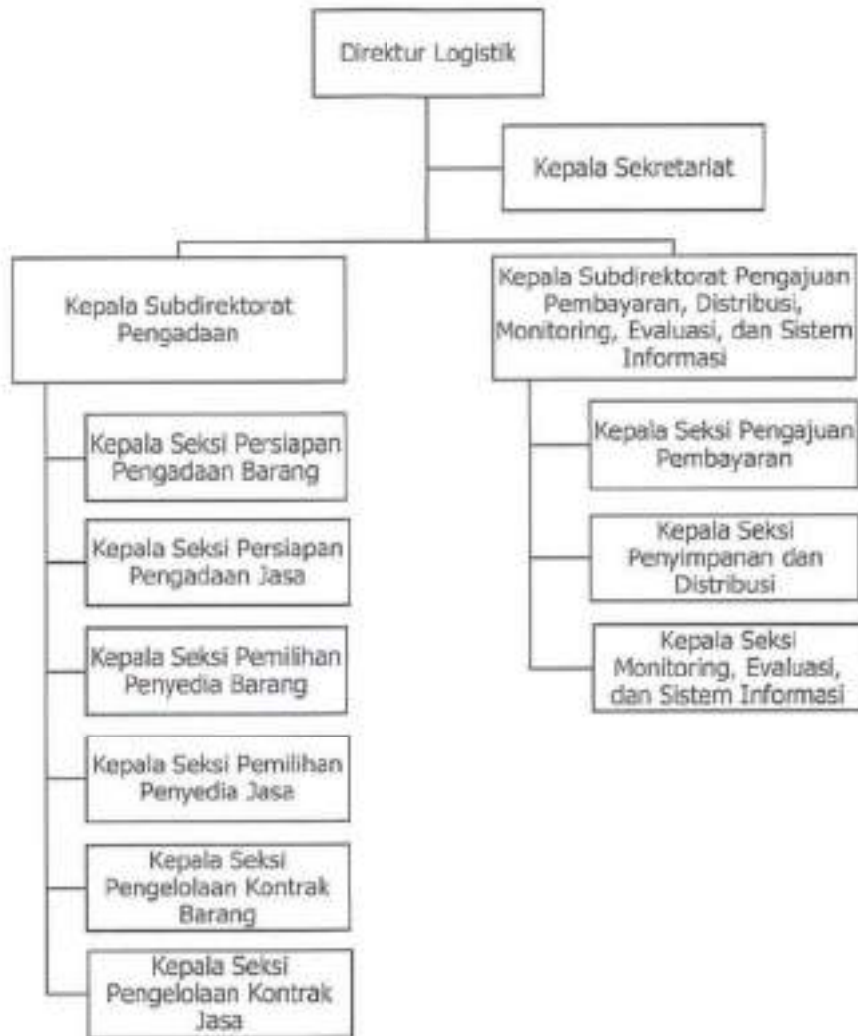 Direktur Logistik
Kepala Sekretariat
Kepala Subdirektorat
Pengadaan
Kepala Seksi Persiapan
Pengadaan Barang
Kepala Seksi Persiapan
Pengadaan Jasa
Kepala Seksi Pemilihan
Penyedia Barang
Kepala Seksi Pemilihan
Penyedia Jasa
Kepala Seksi
Pengelolaan Kontrak
Barang
Kepala Seksi
Pengelolaan Kontrak
Jasa
Kepala Subdirektorat Pengajuan
Pembayaran, Distribusi,
Monitoring, Evaluasi, dan Sistem
Informasi
Kepala Seksi Pengajuan
Pembayaran
Kepala Seksi
Penyimpanan dan
Distribusi
Kepala Seksi
Monitoring, Evaluasi,
dan Sistem Informasi